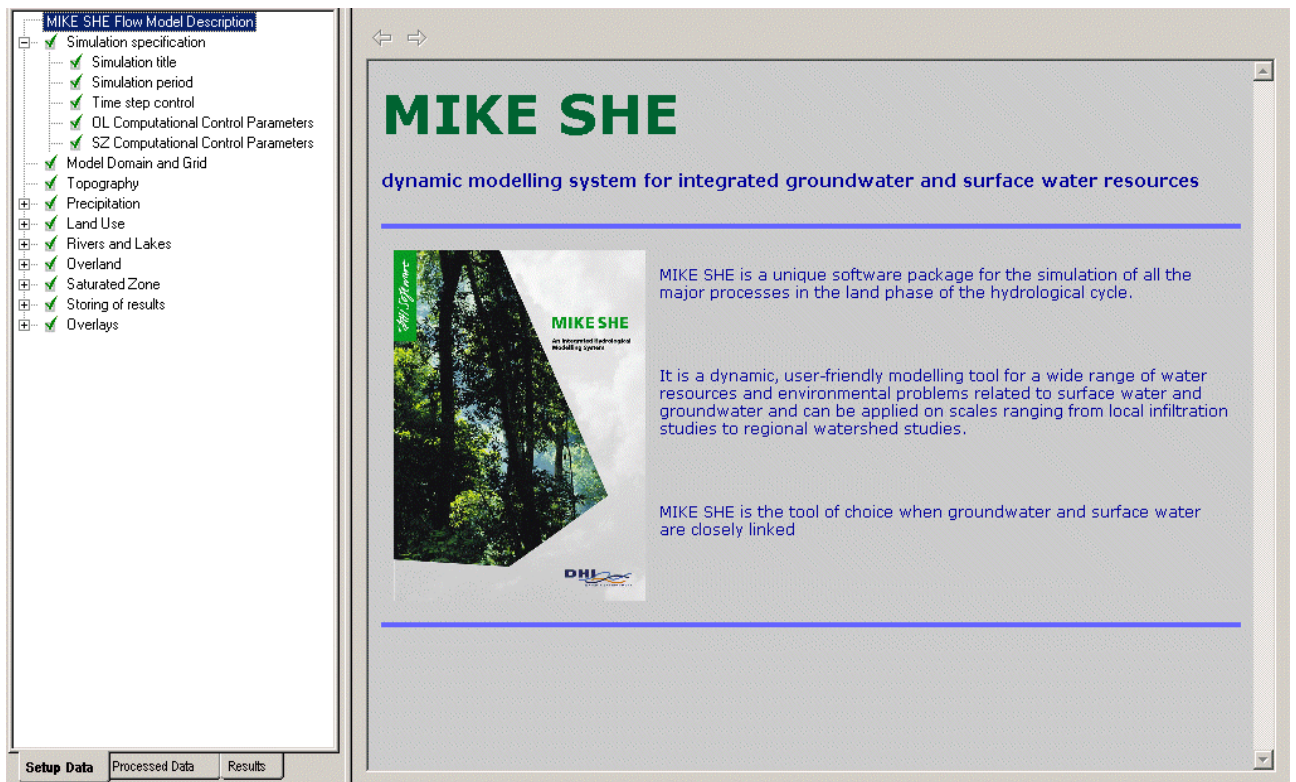 MIKE SHE Flow Model Description
Simulation specification
Simulation title
Simulation period
Time step control
OL Computational Control Parameters
SZ Computational Control Parameters
Model Domain and Grid
Topography
Precipitation
Land Use
Rivers and Lakes
Overland
Saturated Zone
Storing of results
Overlays
Setup Data
Processed Data
Results
MIKE SHE
dynamic modelling system for integrated groundwater and surface water resources
DHI Software
MIKE SHE
An Integrated Hydrological
Modelling System
DHI
MIKE SHE is a unique software package for the simulation of all the
major processes in the land phase of the hydrological cycle.
It is a dynamic, user-friendly modelling tool for a wide range of water
resources and environmental problems related to surface water and
groundwater and can be applied on scales ranging from local infiltration
studies to regional watershed studies.
MIKE SHE is the tool of choice when groundwater and surface water
are closely linked